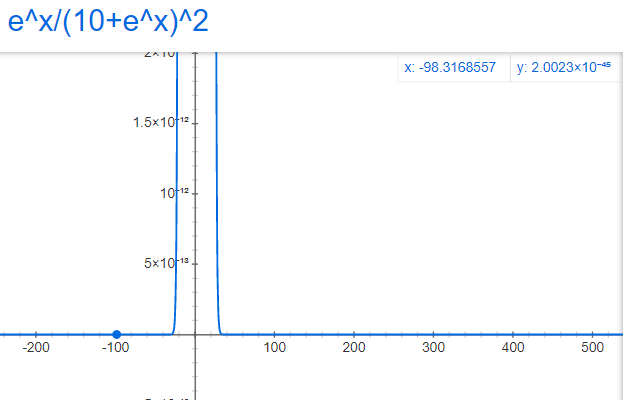 e^x/(10+e^x)^2
x: -98.3168557 y: 2.0023×10⁻⁴⁵
1.5×10⁻¹²
10⁻¹²
5×10⁻¹³
-200 -100 100 200 300 400 500